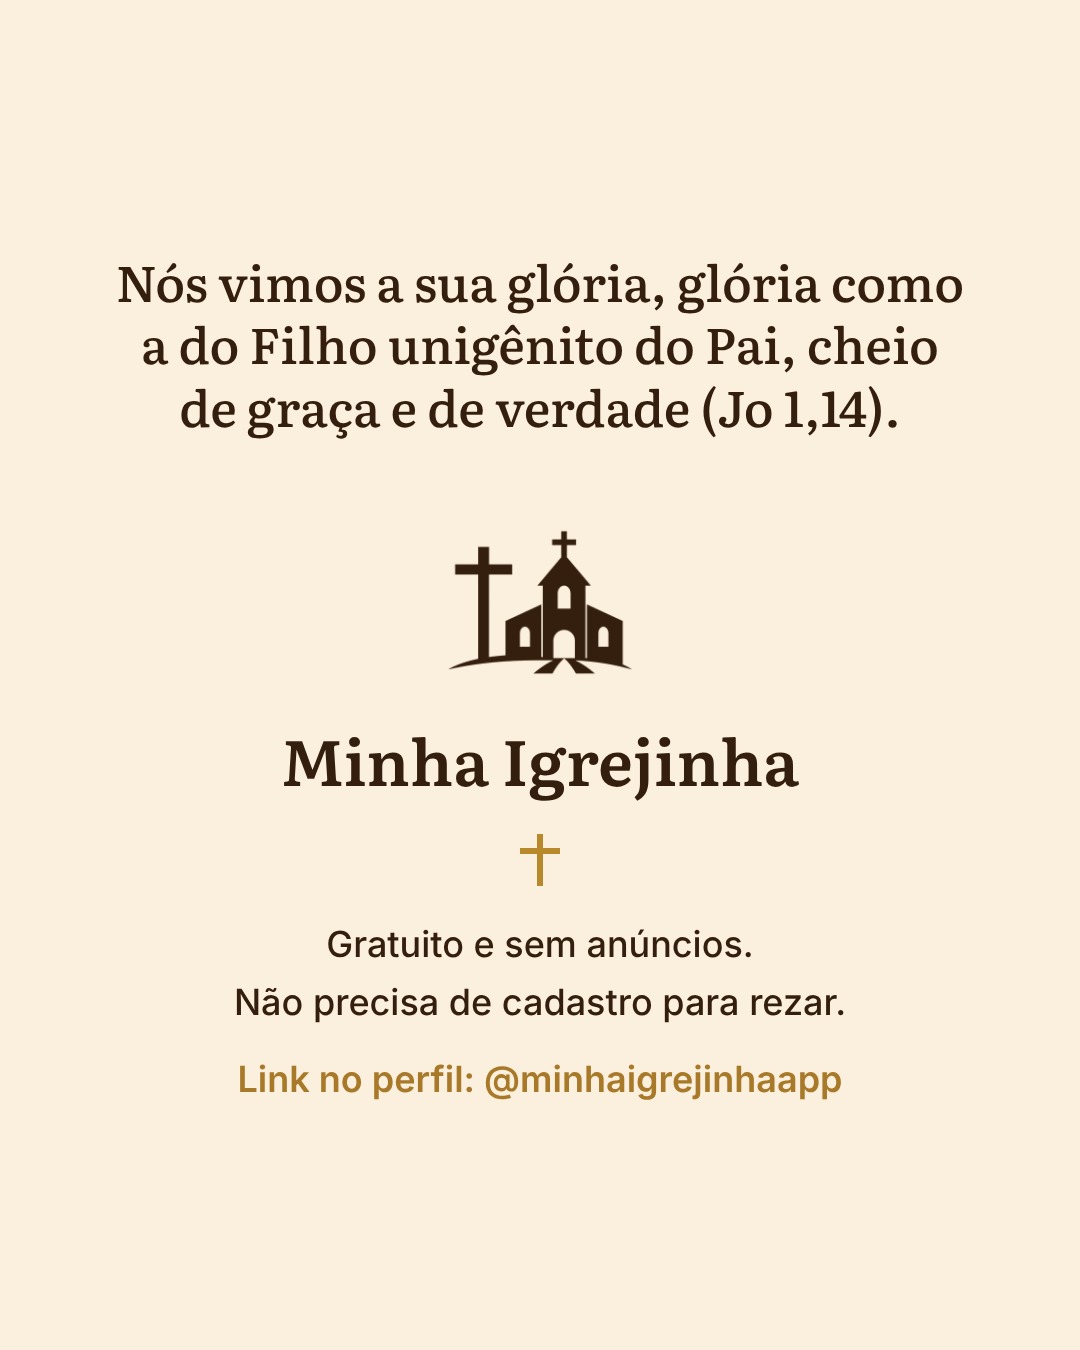 Nós vimos a sua glória, glória como
a do Filho unigênito do Pai, cheio
de graça e de verdade (Jo 1,14).
Minha Igrejinha
Gratuito e sem anúncios.
Não precisa de cadastro para rezar.
Link no perfil: @minhaigrejinhaapp